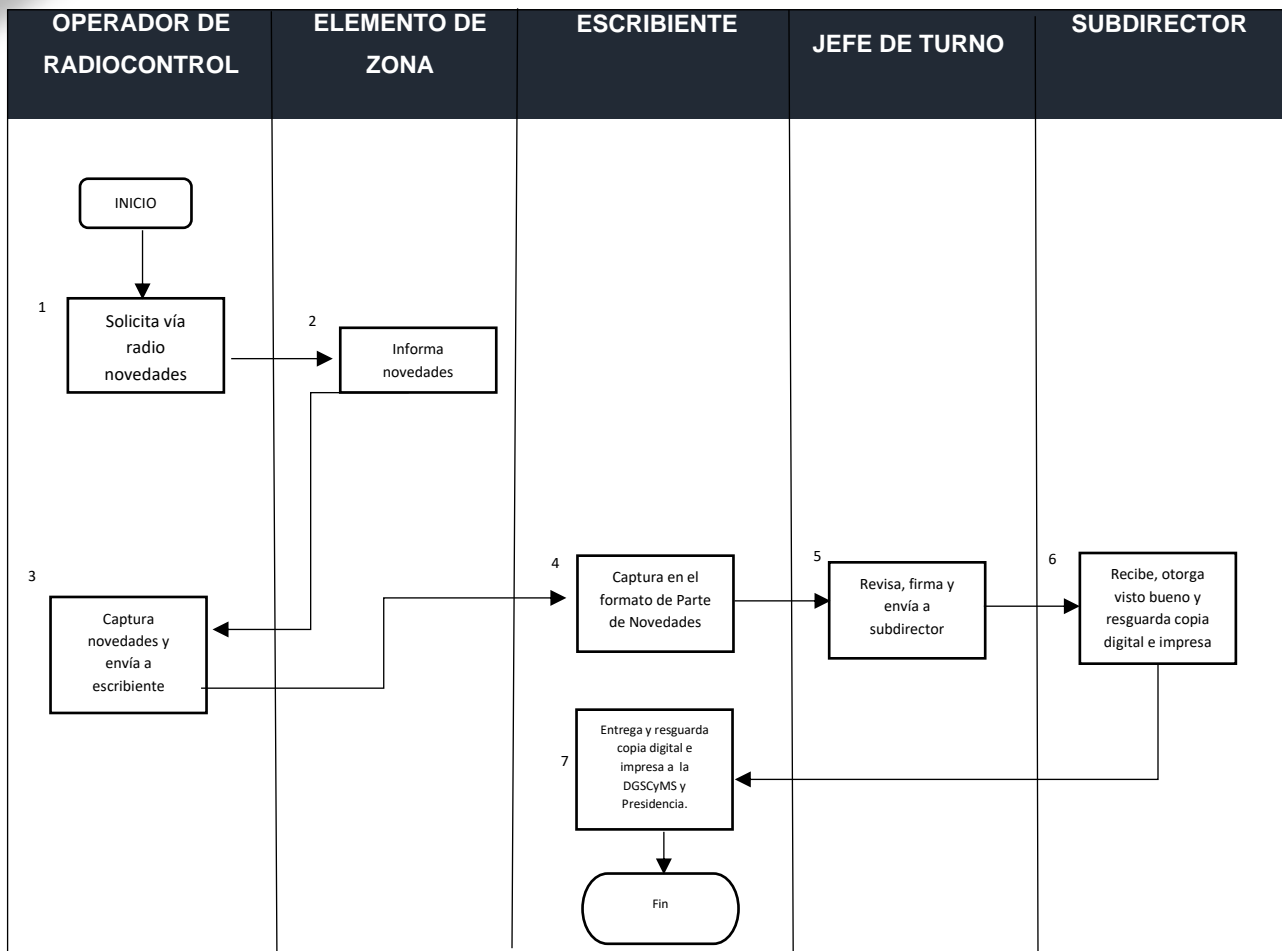 OPERADOR DE
RADIOCONTROL
ELEMENTO DE
ZONA
ESCRIBIENTE
JEFE DE TURNO
SUBDIRECTOR
INICIO
1
Solicita vía
radio
novedades
2
Informa
novedades
3
Captura
novedades y
envía a
escribiente
4
Captura en el
formato de Parte
de Novedades
5
Revisa, firma y
envía a
subdirector
6
Recibe, otorga
visto bueno y
resguarda copia
digital e impresa
7
Entrega y resguarda
copia digital e
impresa a la
DGSCyMS y
Presidencia.
Fin